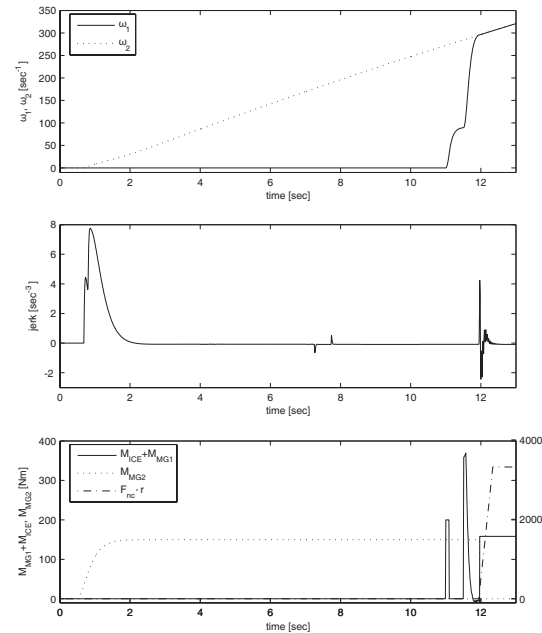 350
300
250
200
150
100
50
0
ω₁
ω₂
ω₁, ω₂ [sec⁻¹]
0 2 4 6 8 10 12
time [sec]
8
6
4
2
0
-2
jerk [sec⁻³]
0 2 4 6 8 10 12
time [sec]
400
300
200
100
0
M_ICE+M_MG1
M_MG2
F_nc·r
M_MG1+M_ICE, M_MG2 [Nm]
4000
2000
0
0 2 4 6 8 10 12
time [sec]